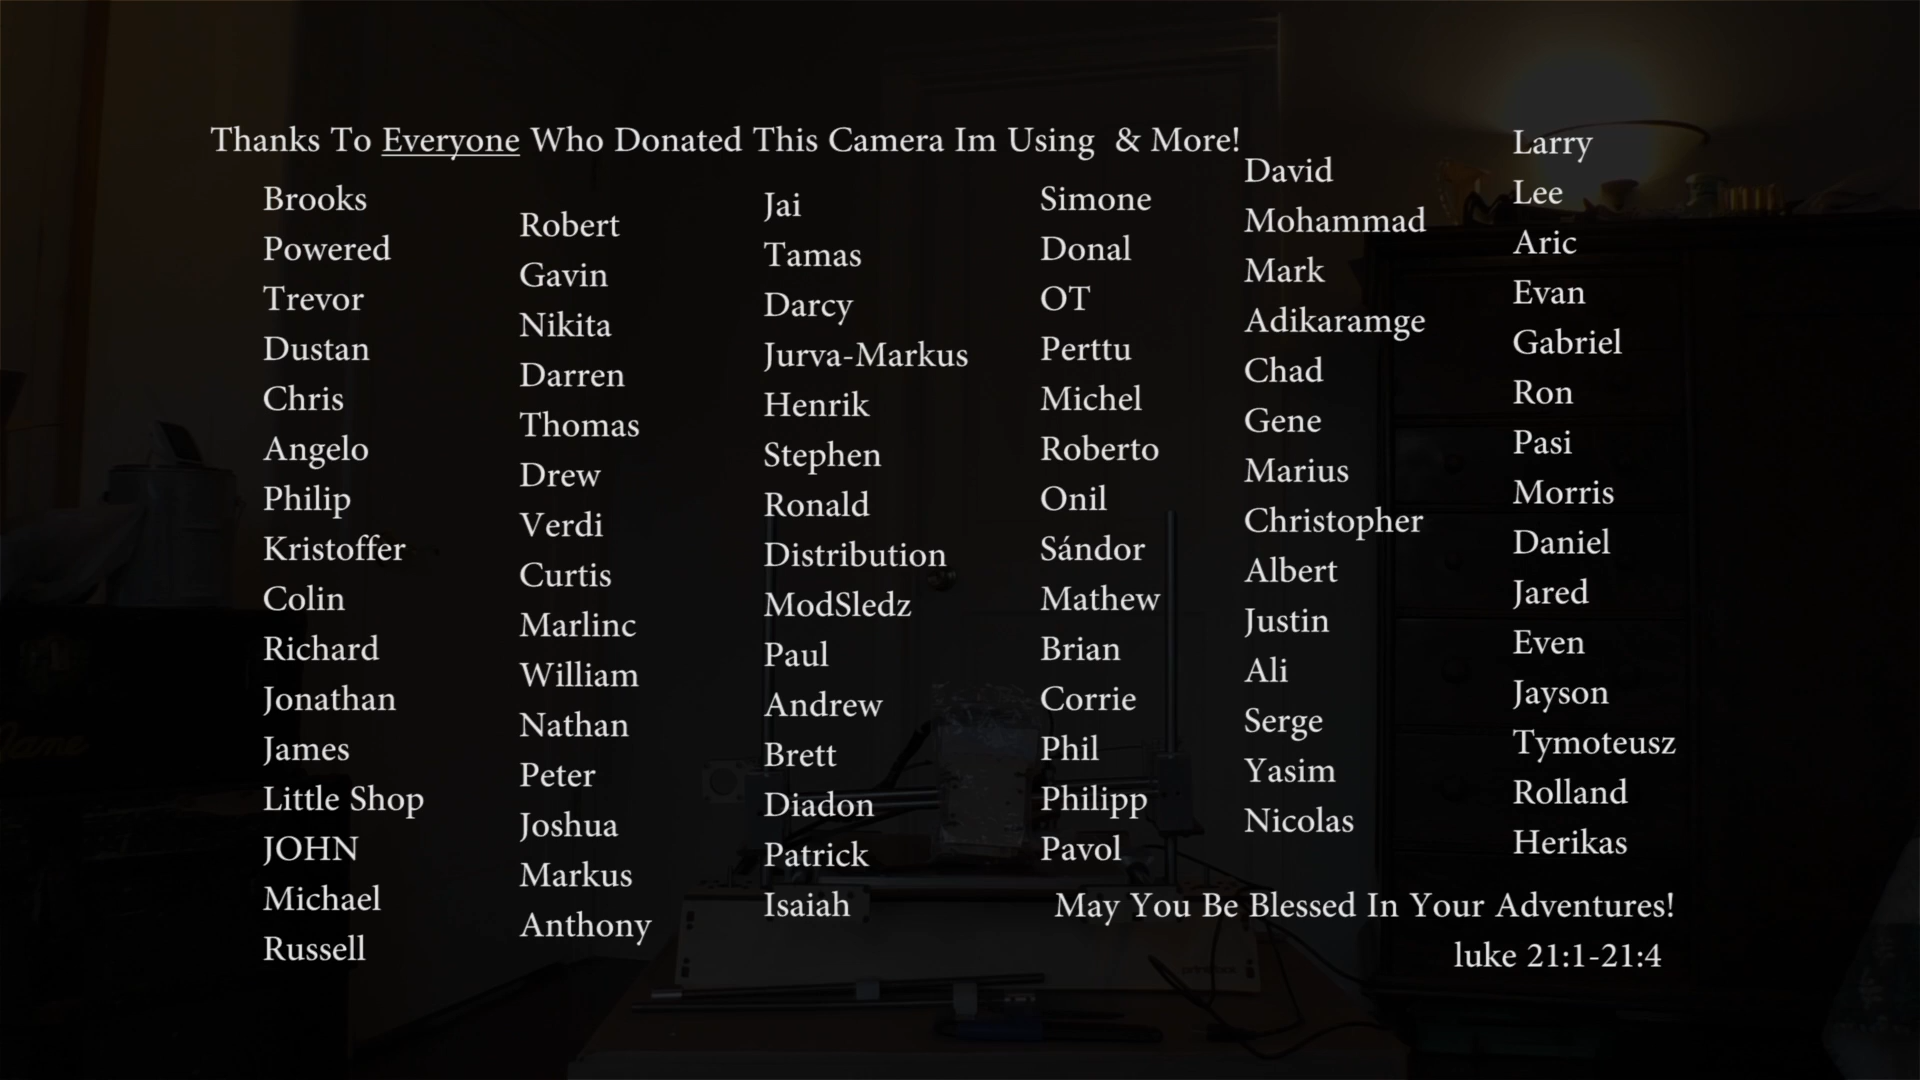 Thanks To Everyone Who Donated This Camera Im Using & More!
Brooks
Powered
Trevor
Dustan
Chris
Angelo
Philip
Kristoffer
Colin
Richard
Jonathan
James
Little Shop
JOHN
Michael
Russell
Robert
Gavin
Nikita
Darren
Thomas
Drew
Verdi
Curtis
Marlinc
William
Nathan
Peter
Joshua
Markus
Anthony
Jai
Tamas
Darcy
Jurva-Markus
Henrik
Stephen
Ronald
Distribution
ModSledz
Paul
Andrew
Brett
Diadon
Patrick
Isaiah
Simone
Donal
OT
Perttu
Michel
Roberto
Onil
Sándor
Mathew
Brian
Corrie
Phil
Philipp
Pavol
David
Mohammad
Mark
Adikaramge
Chad
Gene
Marius
Christopher
Albert
Justin
Ali
Serge
Yasim
Nicolas
Larry
Lee
Aric
Evan
Gabriel
Ron
Pasi
Morris
Daniel
Jared
Even
Jayson
Tymoteusz
Rolland
Herikas
May You Be Blessed In Your Adventures!
luke 21:1-21:4